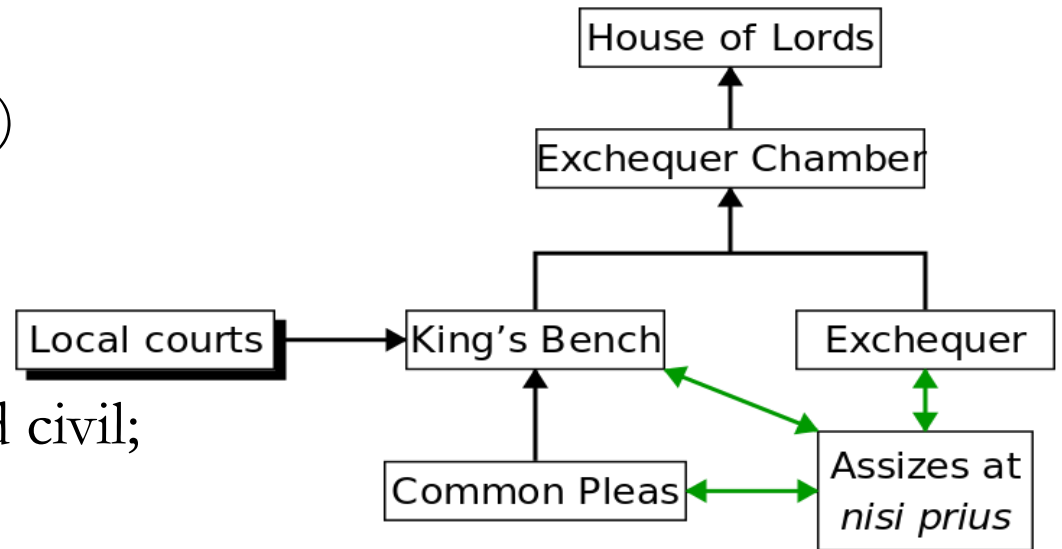 House of Lords
)
Exchequer Chamber
Local courts
King’s Bench
Exchequer
civil;
Common Pleas
Assizes at
nisi prius